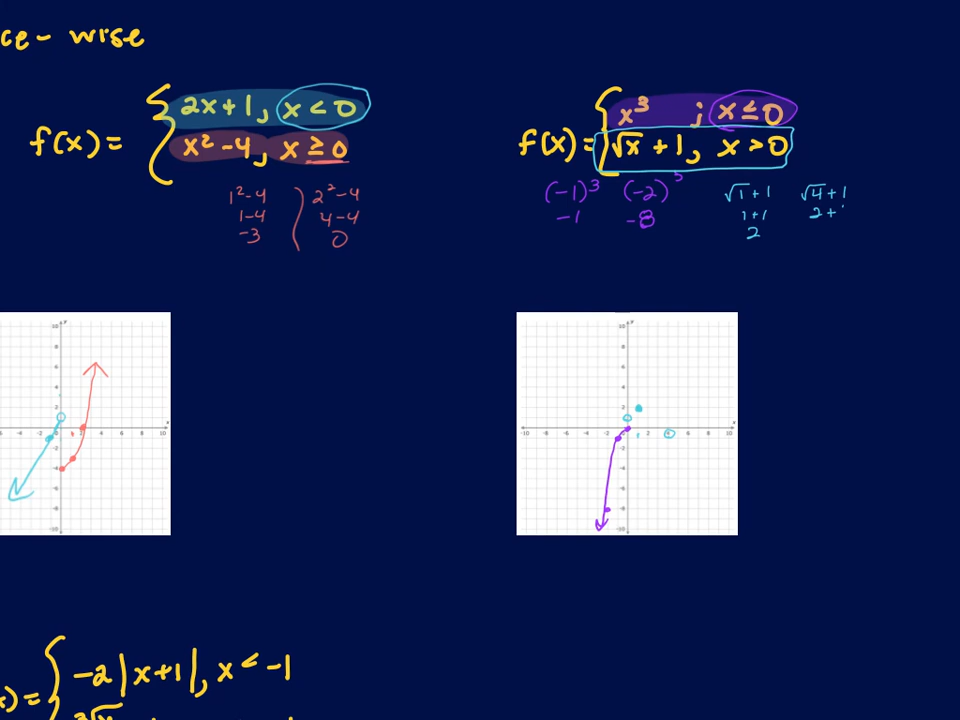 ce-wise
f(x) = { 2x+1, x < 0
x² -4, x ≥ 0
1²-4
1-4
-3
2²-4
4-4
0
f(x) = { x³ ; x ≤ 0
√x + 1, x > 0
(-1)³ (-2)³
-1 -8
√1 + 1
1+1
2
√4 + 1
2+
-2|x+1|, x < -1